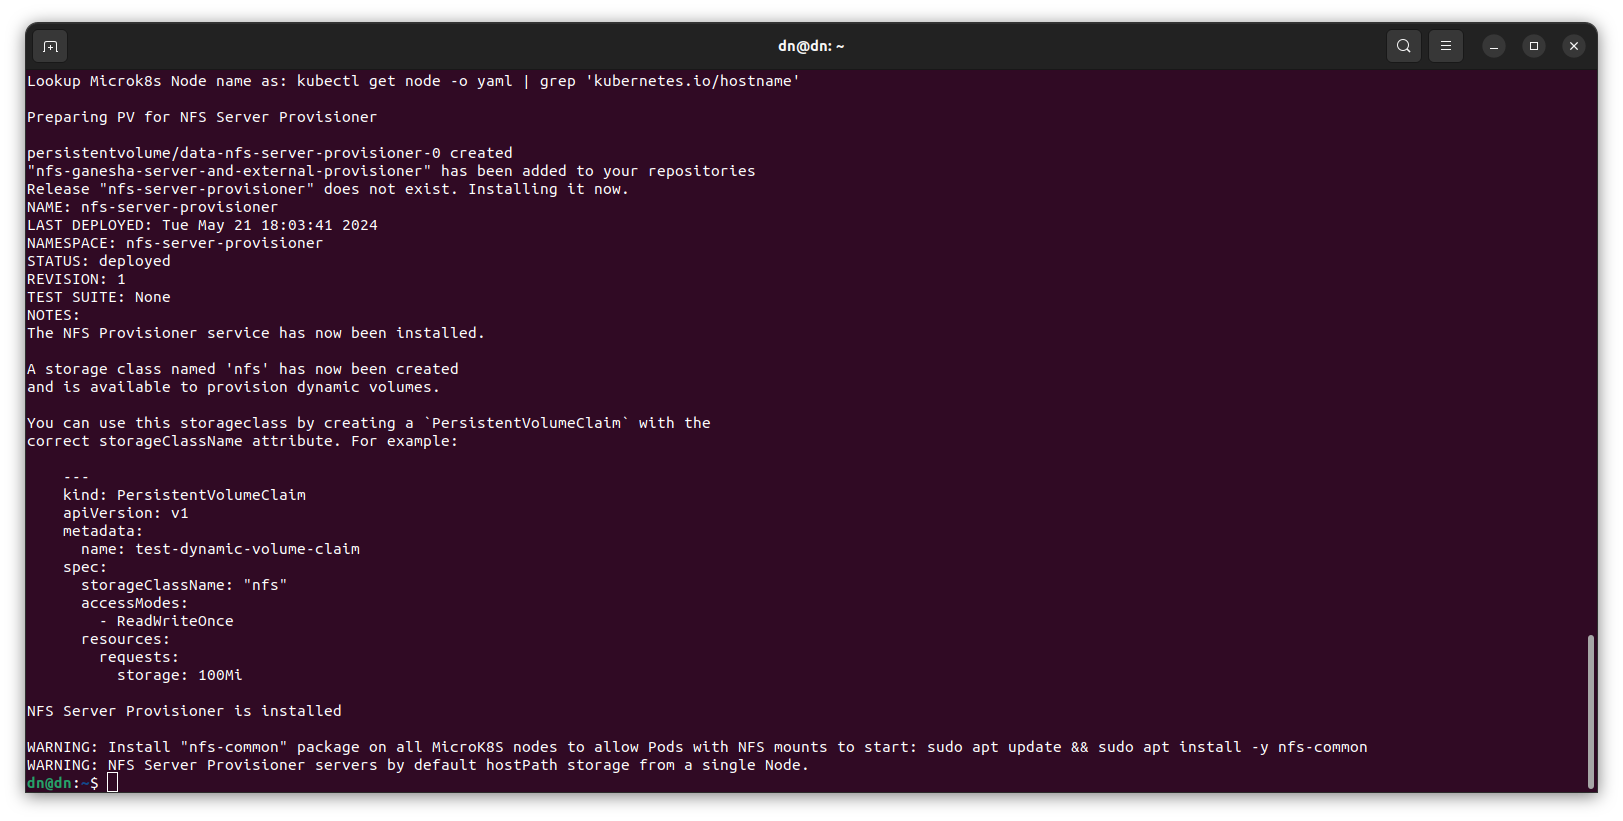 dn@dn: ~
Lookup Microk8s Node name as: kubectl get node -o yaml | grep 'kubernetes.io/hostname'
Preparing PV for NFS Server Provisioner
persistentvolume/data-nfs-server-provisioner-0 created
"nfs-ganesha-server-and-external-provisioner" has been added to your repositories
Release "nfs-server-provisioner" does not exist. Installing it now.
NAME: nfs-server-provisioner
LAST DEPLOYED: Tue May 21 18:03:41 2024
NAMESPACE: nfs-server-provisioner
STATUS: deployed
REVISION: 1
TEST SUITE: None
NOTES:
The NFS Provisioner service has now been installed.
A storage class named 'nfs' has now been created
and is available to provision dynamic volumes.
You can use this storageclass by creating a `PersistentVolumeClaim` with the
correct storageClassName attribute. For example:
    ---
    kind: PersistentVolumeClaim
    apiVersion: v1
    metadata:
      name: test-dynamic-volume-claim
    spec:
      storageClassName: "nfs"
      accessModes:
        - ReadWriteOnce
      resources:
        requests:
          storage: 100Mi
NFS Server Provisioner is installed
WARNING: Install "nfs-common" package on all MicroK8S nodes to allow Pods with NFS mounts to start: sudo apt update && sudo apt install -y nfs-common
WARNING: NFS Server Provisioner servers by default hostPath storage from a single Node.
dn@dn:~$